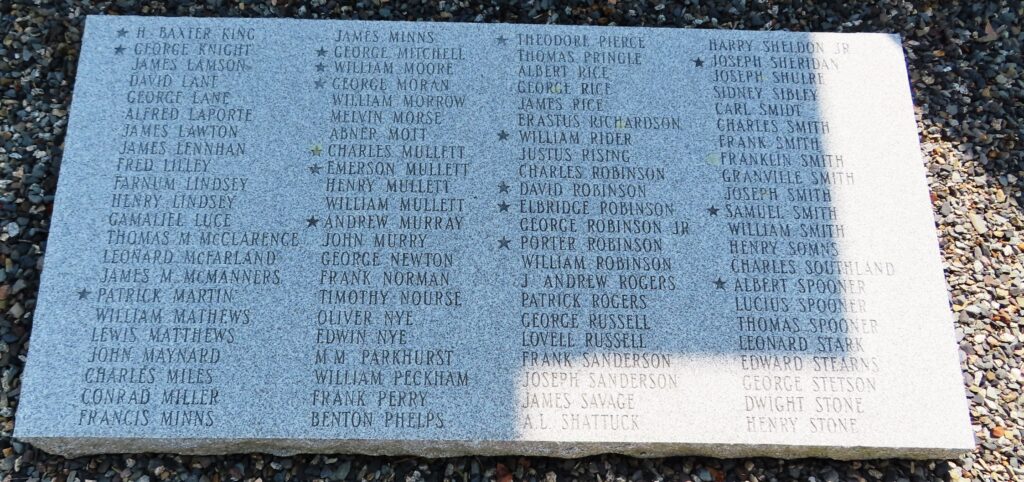 ★ H. BAXTER KING
★ GEORGE KNIGHT
JAMES LAMSON
DAVID LANE
GEORGE LANE
ALFRED LAPORTE
JAMES LAWTON
JAMES LENNHAN
FRED LILLEY
FARNUM LINDSEY
HENRY LINDSEY
GAMALIEL LUCE
THOMAS M. McCLARENCE
LEONARD McFARLAND
JAMES M. McMANNERS
★ PATRICK MARTIN
WILLIAM MATHEWS
LEWIS MATTHEWS
JOHN MAYNARD
CHARLES MILES
CONRAD MILLER
FRANCIS MINNS
JAMES MINNS
★ GEORGE MITCHELL
★ WILLIAM MOORE
★ GEORGE MORAN
WILLIAM MORROW
MELVIN MORSE
ABNER MOTT
★ CHARLES MULLETT
★ EMERSON MULLETT
HENRY MULLETT
WILLIAM MULLETT
★ ANDREW MURRAY
JOHN MURRY
GEORGE NEWTON
FRANK NORMAN
TIMOTHY NOURSE
OLIVER NYE
EDWIN NYE
M.M. PARKHURST
WILLIAM PECKHAM
FRANK PERRY
BENTON PHELPS
★ THEODORE PIERCE
THOMAS PRINGLE
ALBERT RICE
GEORGE RICE
JAMES RICE
ERASTUS RICHARDSON
★ WILLIAM RIDER
JUSTUS RISING
CHARLES ROBINSON
★ DAVID ROBINSON
★ ELBRIDGE ROBINSON
GEORGE ROBINSON JR
★ PORTER ROBINSON
WILLIAM ROBINSON
J. ANDREW ROGERS
PATRICK ROGERS
GEORGE RUSSELL
LOVELL RUSSELL
FRANK SANDERSON
JOSEPH SANDERSON
JAMES SAVAGE
A.L. SHATTUCK
HARRY SHELDON JR
★ JOSEPH SHERIDAN
JOSEPH SHULRE
SIDNEY SIBLEY
CARL SMIDT
CHARLES SMITH
FRANK SMITH
★ FRANKLIN SMITH
GRANVILLE SMITH
JOSEPH SMITH
★ SAMUEL SMITH
WILLIAM SMITH
HENRY SOMNS
CHARLES SOUTHLAND
★ ALBERT SPOONER
LUCIUS SPOONER
THOMAS SPOONER
LEONARD STARK
EDWARD STEARNS
GEORGE STETSON
DWIGHT STONE
HENRY STONE